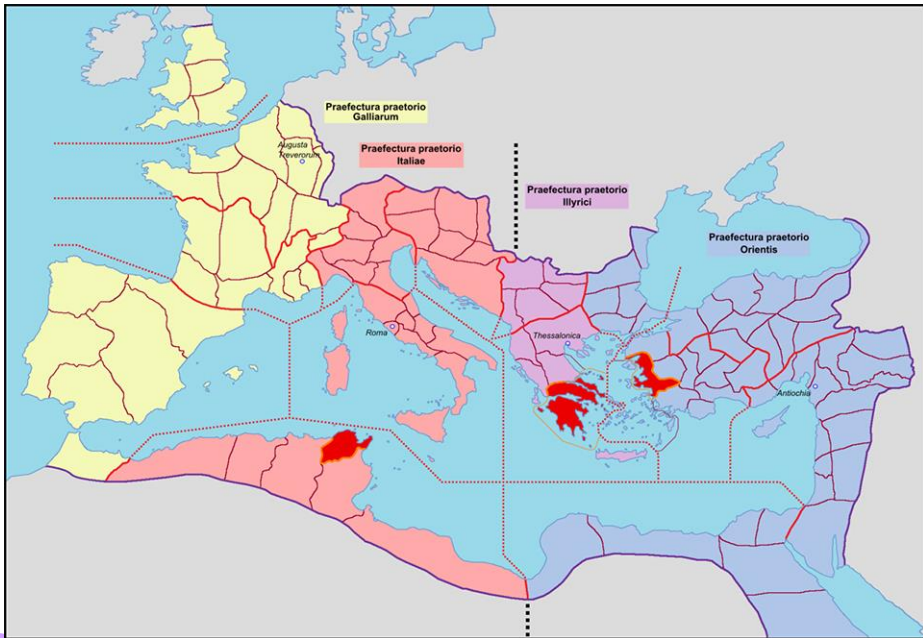 Praefectura praetorio
Galliarum
Augusta
Treverorum
Praefectura praetorio
Italiae
Praefectura praetorio
Illyrici
Praefectura praetorio
Orientis
Roma
Thessalonica
Antiochia